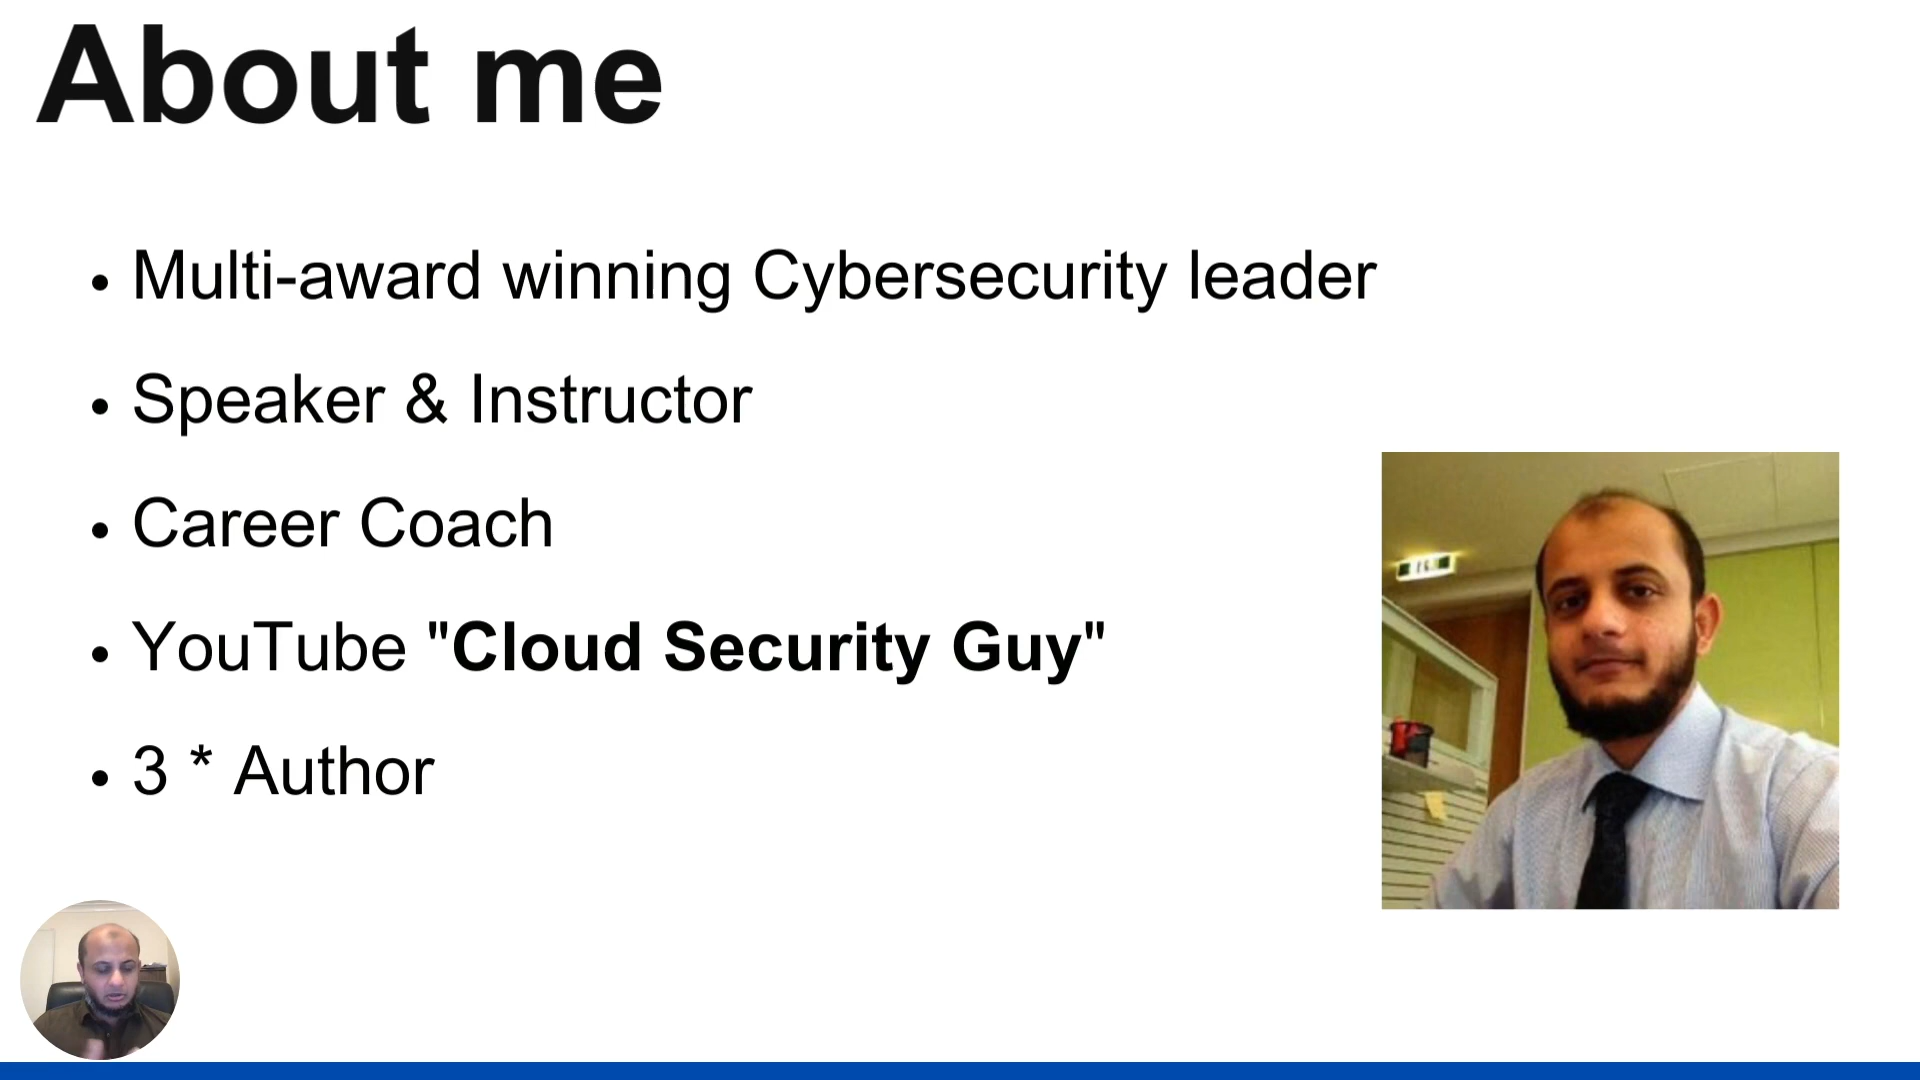 About me
• Multi-award winning Cybersecurity leader
• Speaker & Instructor
• Career Coach
• YouTube "Cloud Security Guy"
• 3 * Author